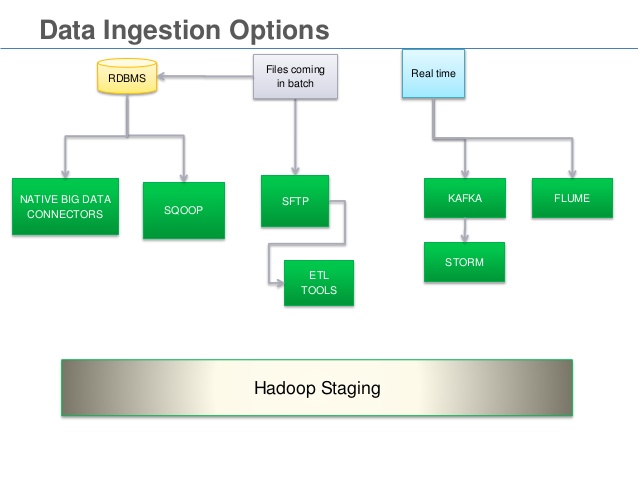 Data Ingestion Options
RDBMS
Files coming
in batch
Real time
NATIVE BIG DATA
CONNECTORS
SQOOP
SFTP
KAFKA
FLUME
ETL
TOOLS
STORM
Hadoop Staging